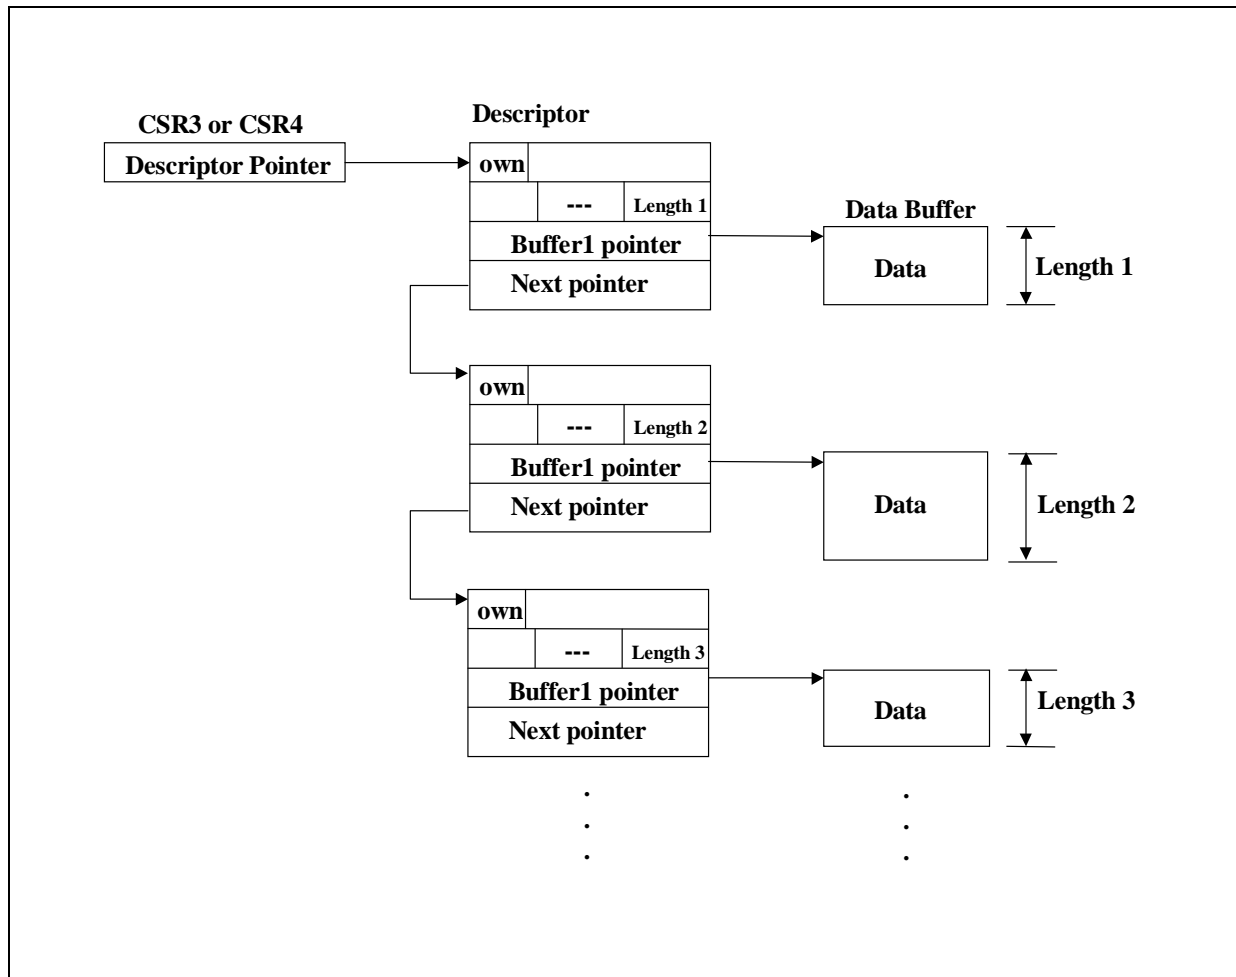 Descriptor
CSR3 or CSR4
Descriptor Pointer
own
--- Length 1
Buffer1 pointer
Next pointer
Data Buffer
Data
Length 1
own
--- Length 2
Buffer1 pointer
Next pointer
Data
Length 2
own
--- Length 3
Buffer1 pointer
Next pointer
Data
Length 3